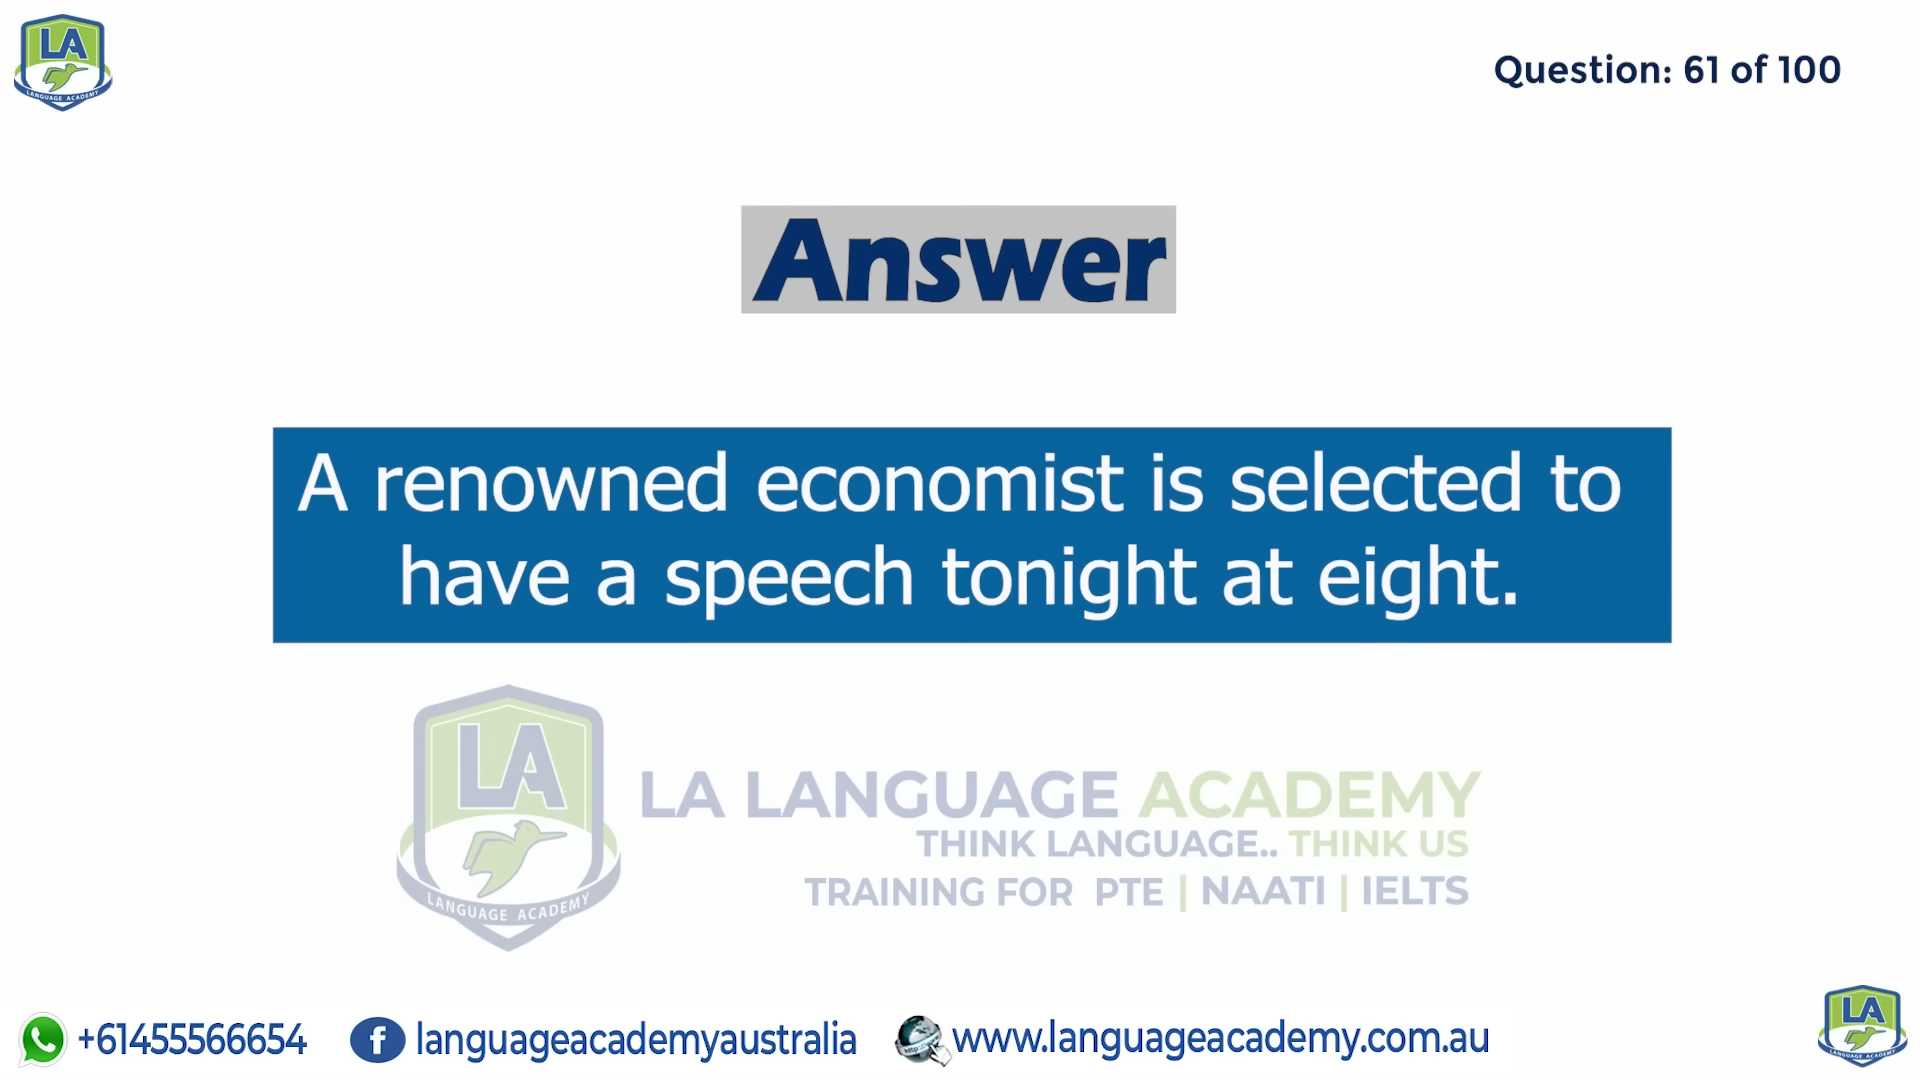 LA
LANGUAGE ACADEMY
Question: 61 of 100
Answer
A renowned economist is selected to
have a speech tonight at eight.
LA
LANGUAGE ACADEMY
LA LANGUAGE ACADEMY
THINK LANGUAGE.. THINK US
TRAINING FOR PTE | NAATI | IELTS
+61455566654
f
languageacademyaustralia
www.languageacademy.com.au
LA
LANGUAGE ACADEMY